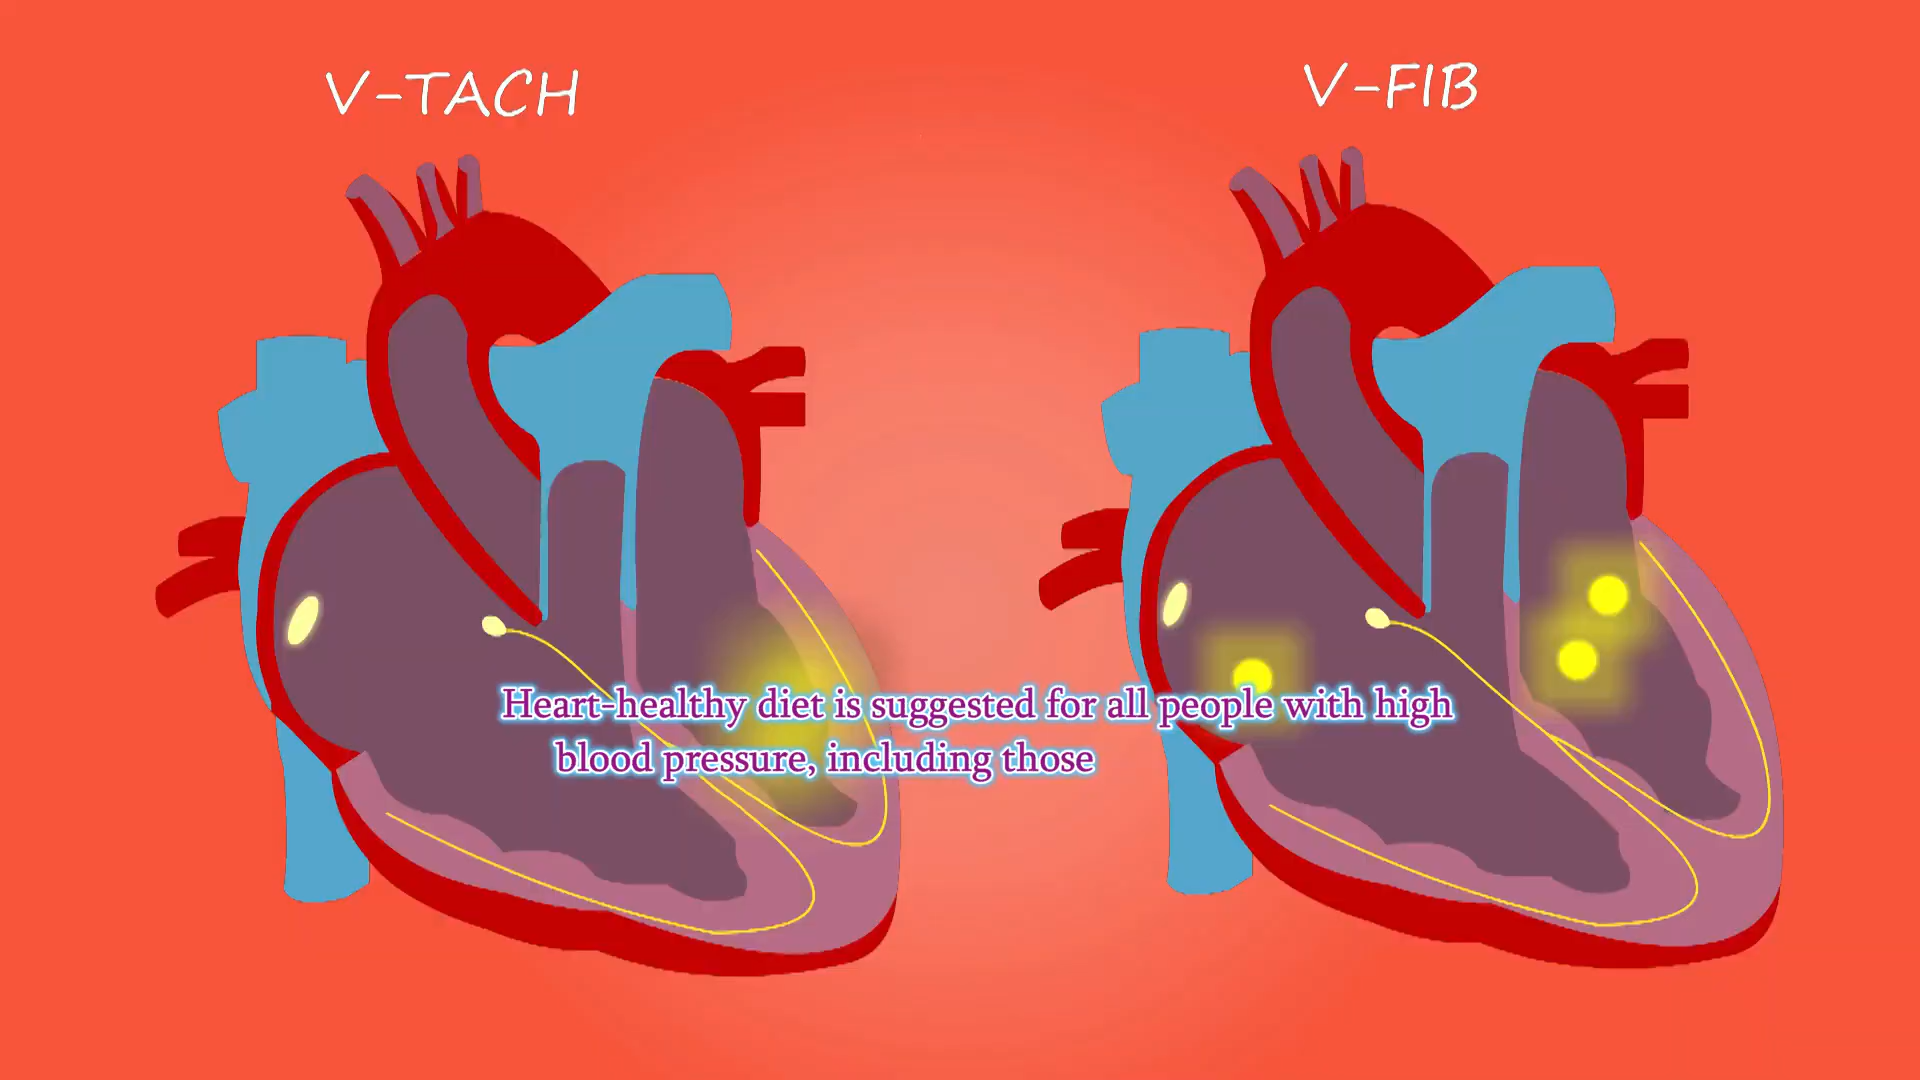 V-TACH
V-FIB
Heart-healthy diet is suggested for all people with high
blood pressure, including those